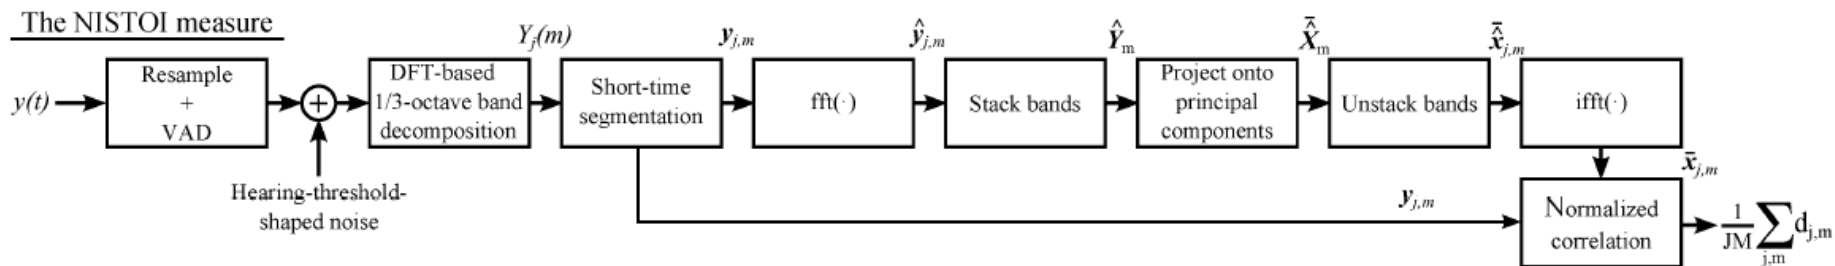 The NISTOI measure
y(t)
Resample
+
VAD
+
Hearing-threshold-
shaped noise
DFT-based
1/3-octave band
decomposition
Y_j(m)
Short-time
segmentation
y_{j,m}
fft(·)
ŷ_{j,m}
Stack bands
Ŷ_m
Project onto
principal
components
X̂̄_m
Unstack bands
x̂̄_{j,m}
ifft(·)
x̄_{j,m}
y_{j,m}
Normalized
correlation
1/JM ∑_{j,m} d_{j,m}